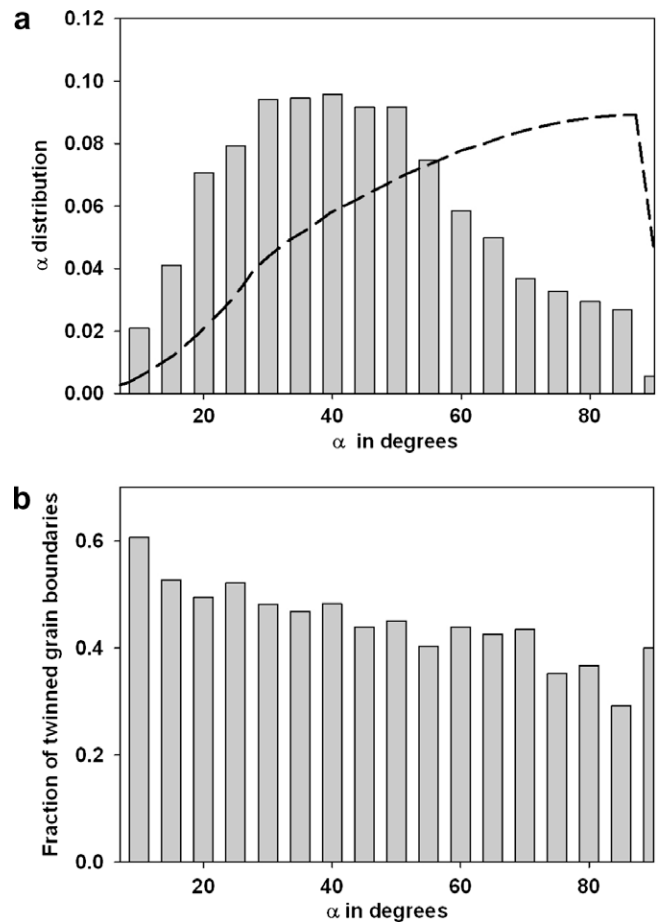 a
0.12
0.10
0.08
0.06
0.04
0.02
0.00
α distribution
20 40 60 80
α in degrees
b
0.6
0.4
0.2
0.0
Fraction of twinned grain boundaries
20 40 60 80
α in degrees